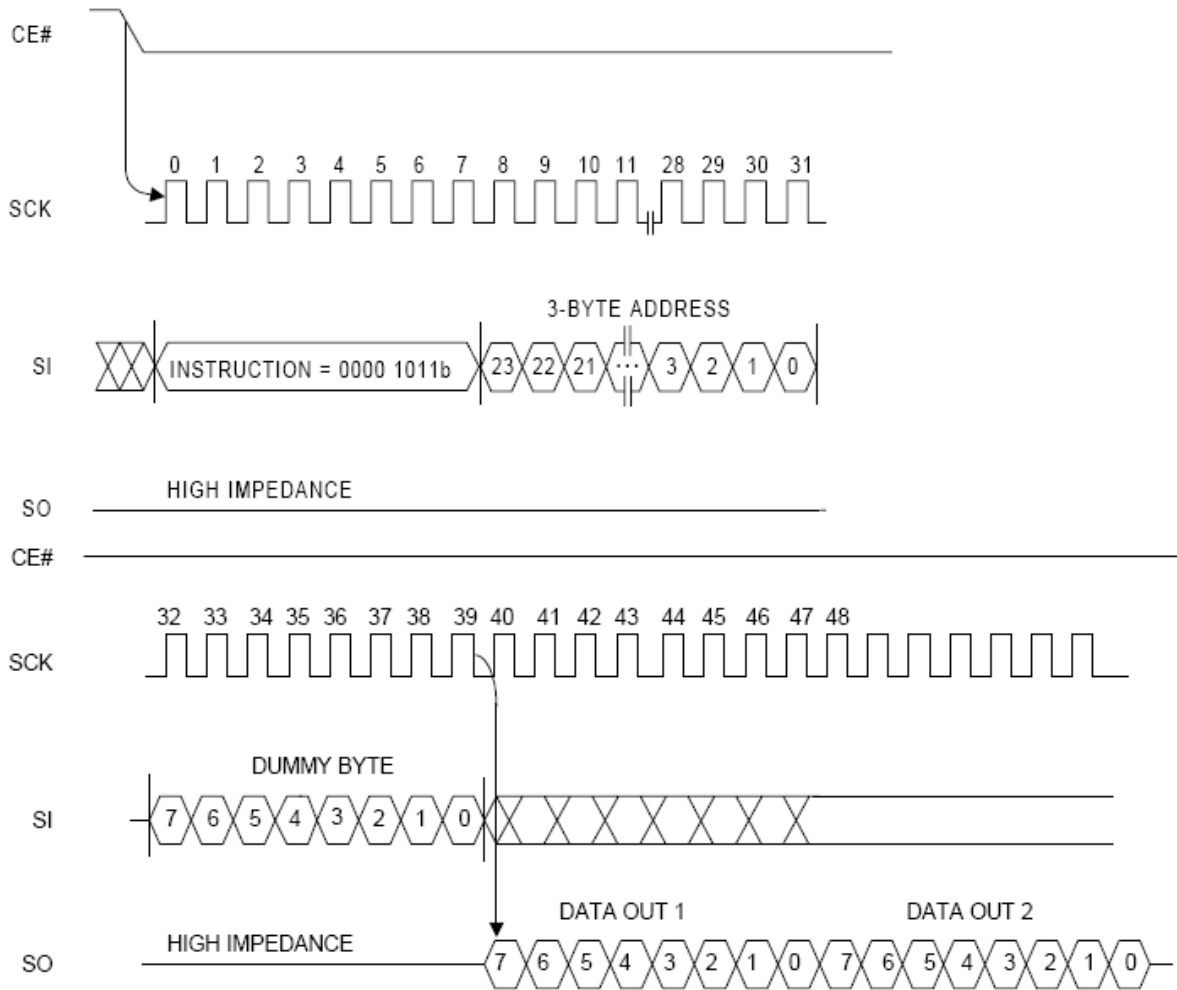 CE#
0 1 2 3 4 5 6 7 8 9 10 11 28 29 30 31
SCK
3-BYTE ADDRESS
SI INSTRUCTION = 0000 1011b 23 22 21 ... 3 2 1 0
HIGH IMPEDANCE
SO
CE#
32 33 34 35 36 37 38 39 40 41 42 43 44 45 46 47 48
SCK
DUMMY BYTE
SI 7 6 5 4 3 2 1 0
DATA OUT 1 DATA OUT 2
HIGH IMPEDANCE
SO 7 6 5 4 3 2 1 0 7 6 5 4 3 2 1 0